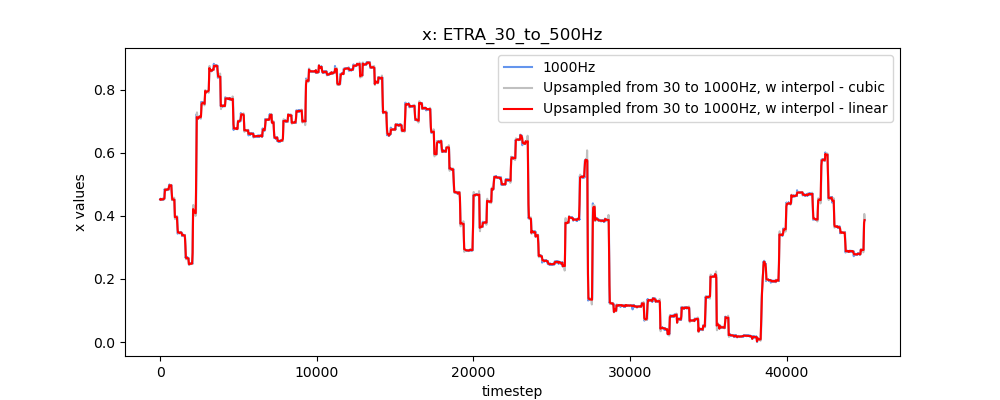 x: ETRA_30_to_500Hz
1000Hz
Upsampled from 30 to 1000Hz, w interpol - cubic
Upsampled from 30 to 1000Hz, w interpol - linear
x values
0.8
0.6
0.4
0.2
0.0
0 10000 20000 30000 40000
timestep